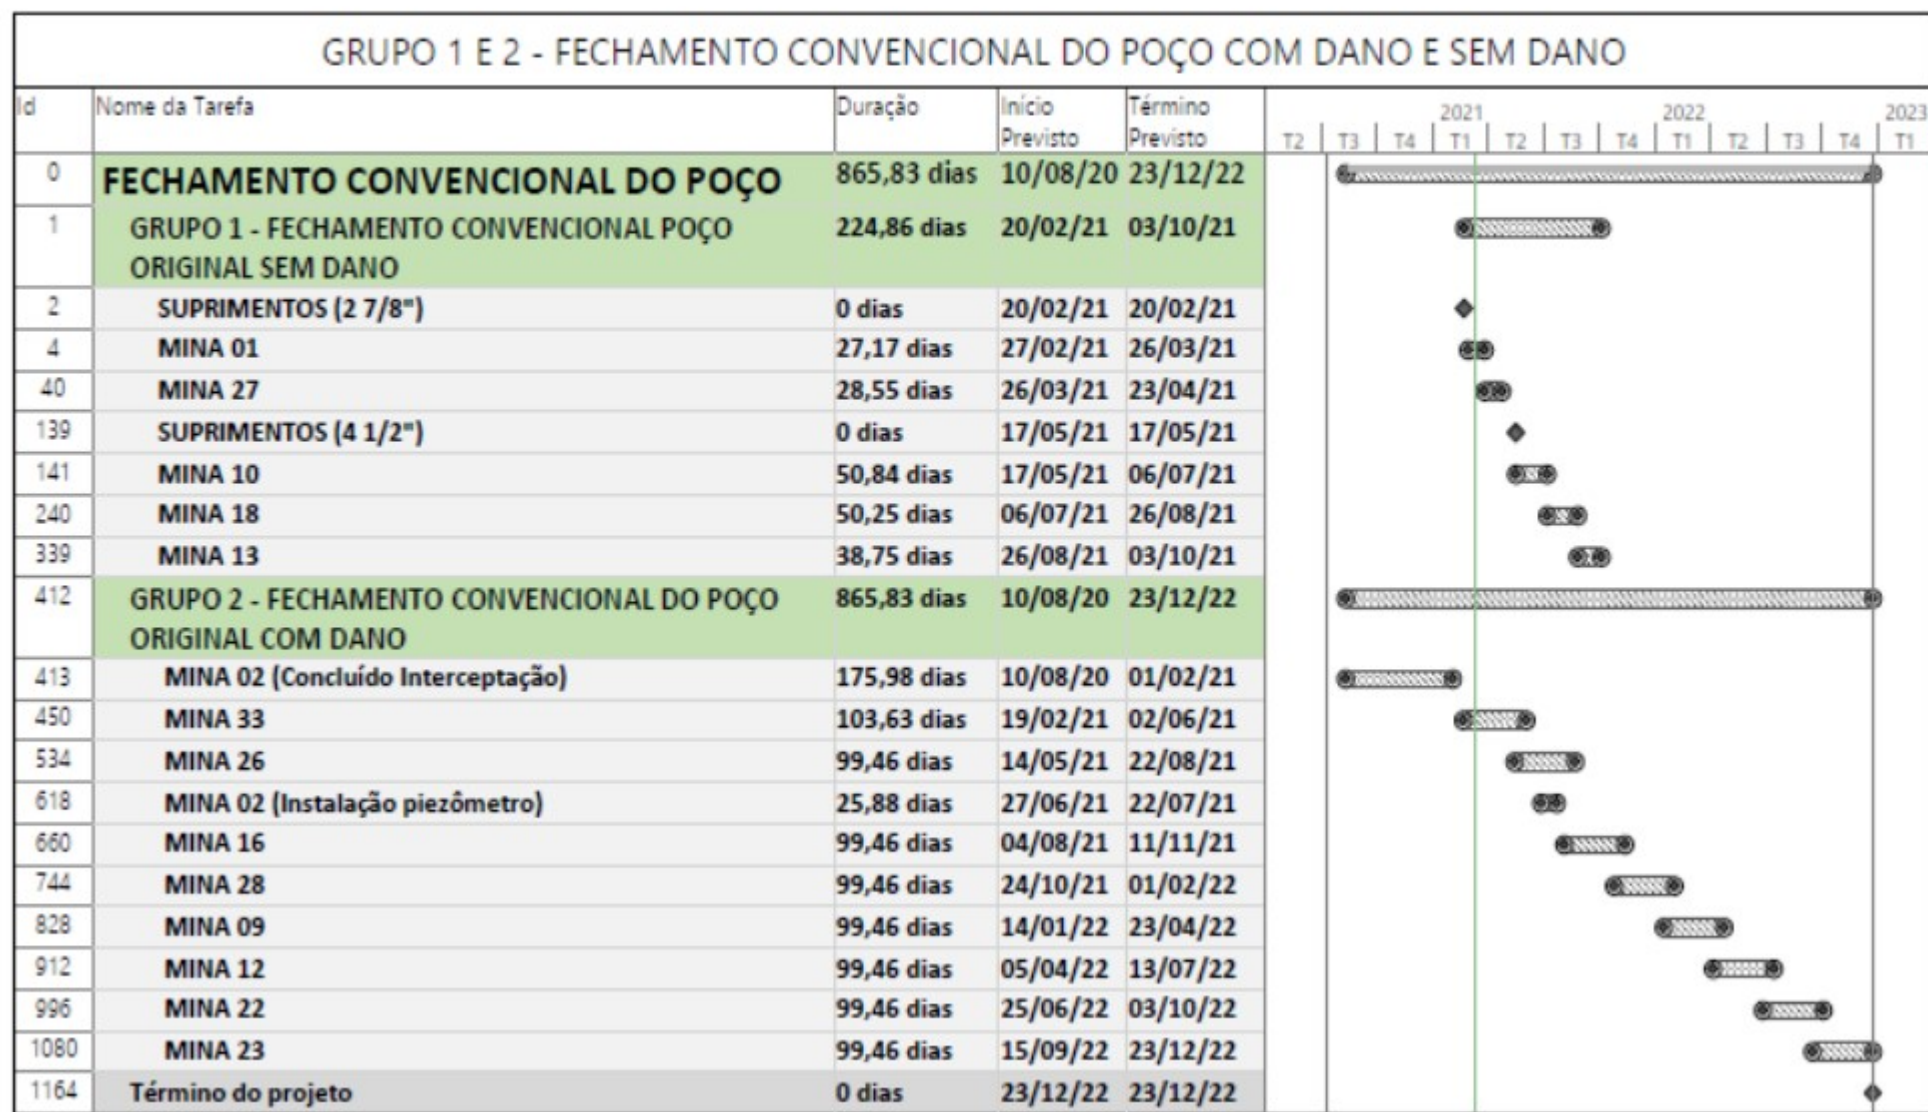 GRUPO 1 E 2 - FECHAMENTO CONVENCIONAL DO POÇO COM DANO E SEM DANO
Id Nome da Tarefa Duração Início Previsto Término Previsto
2021 2022 2023
T2 T3 T4 T1 T2 T3 T4 T1 T2 T3 T4 T1
0 FECHAMENTO CONVENCIONAL DO POÇO 865,83 dias 10/08/20 23/12/22
1 GRUPO 1 - FECHAMENTO CONVENCIONAL POÇO 224,86 dias 20/02/21 03/10/21
ORIGINAL SEM DANO
2 SUPRIMENTOS (2 7/8") 0 dias 20/02/21 20/02/21
4 MINA 01 27,17 dias 27/02/21 26/03/21
40 MINA 27 28,55 dias 26/03/21 23/04/21
139 SUPRIMENTOS (4 1/2") 0 dias 17/05/21 17/05/21
141 MINA 10 50,84 dias 17/05/21 06/07/21
240 MINA 18 50,25 dias 06/07/21 26/08/21
339 MINA 13 38,75 dias 26/08/21 03/10/21
412 GRUPO 2 - FECHAMENTO CONVENCIONAL DO POÇO 865,83 dias 10/08/20 23/12/22
ORIGINAL COM DANO
413 MINA 02 (Concluído Interceptação) 175,98 dias 10/08/20 01/02/21
450 MINA 33 103,63 dias 19/02/21 02/06/21
534 MINA 26 99,46 dias 14/05/21 22/08/21
618 MINA 02 (Instalação piezômetro) 25,88 dias 27/06/21 22/07/21
660 MINA 16 99,46 dias 04/08/21 11/11/21
744 MINA 28 99,46 dias 24/10/21 01/02/22
828 MINA 09 99,46 dias 14/01/22 23/04/22
912 MINA 12 99,46 dias 05/04/22 13/07/22
996 MINA 22 99,46 dias 25/06/22 03/10/22
1080 MINA 23 99,46 dias 15/09/22 23/12/22
1164 Término do projeto 0 dias 23/12/22 23/12/22